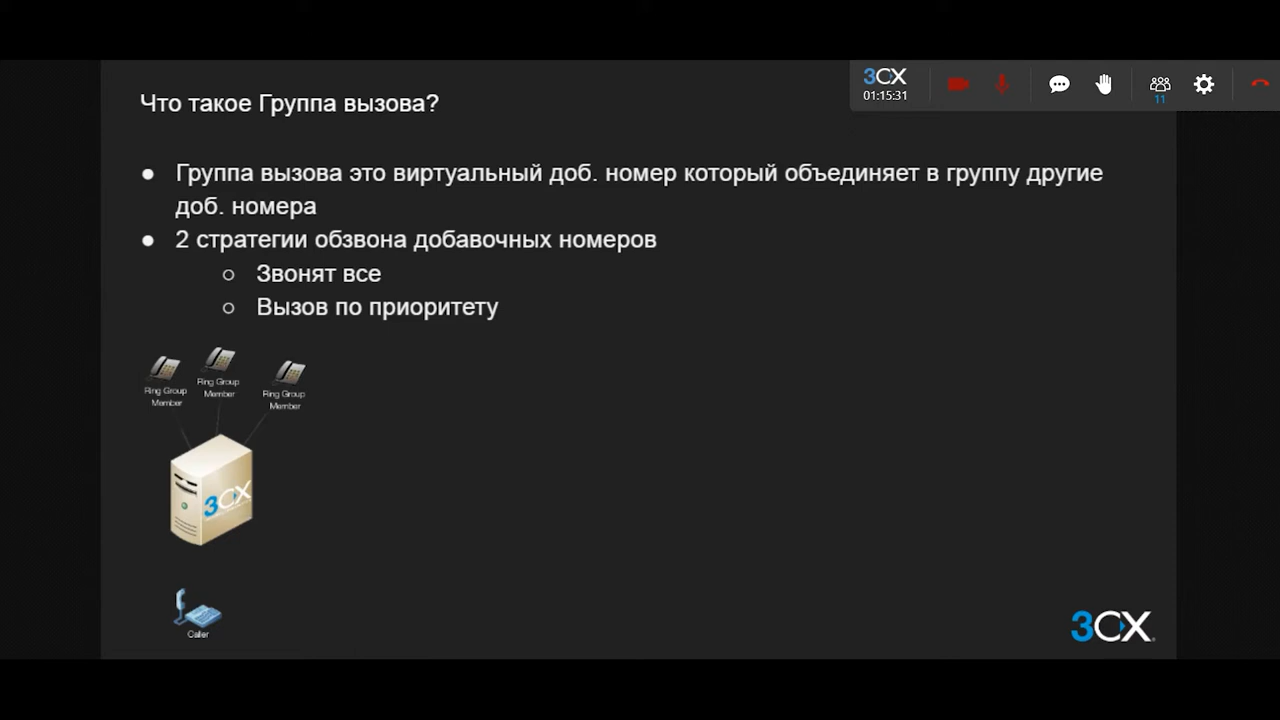 3CX
01:15:31
11
Что такое Группа вызова?
● Группа вызова это виртуальный доб. номер который объединяет в группу другие
доб. номера
● 2 стратегии обзвона добавочных номеров
○ Звонят все
○ Вызов по приоритету
Ring Group
Member
Ring Group
Member
Ring Group
Member
3CX
Caller
3CX